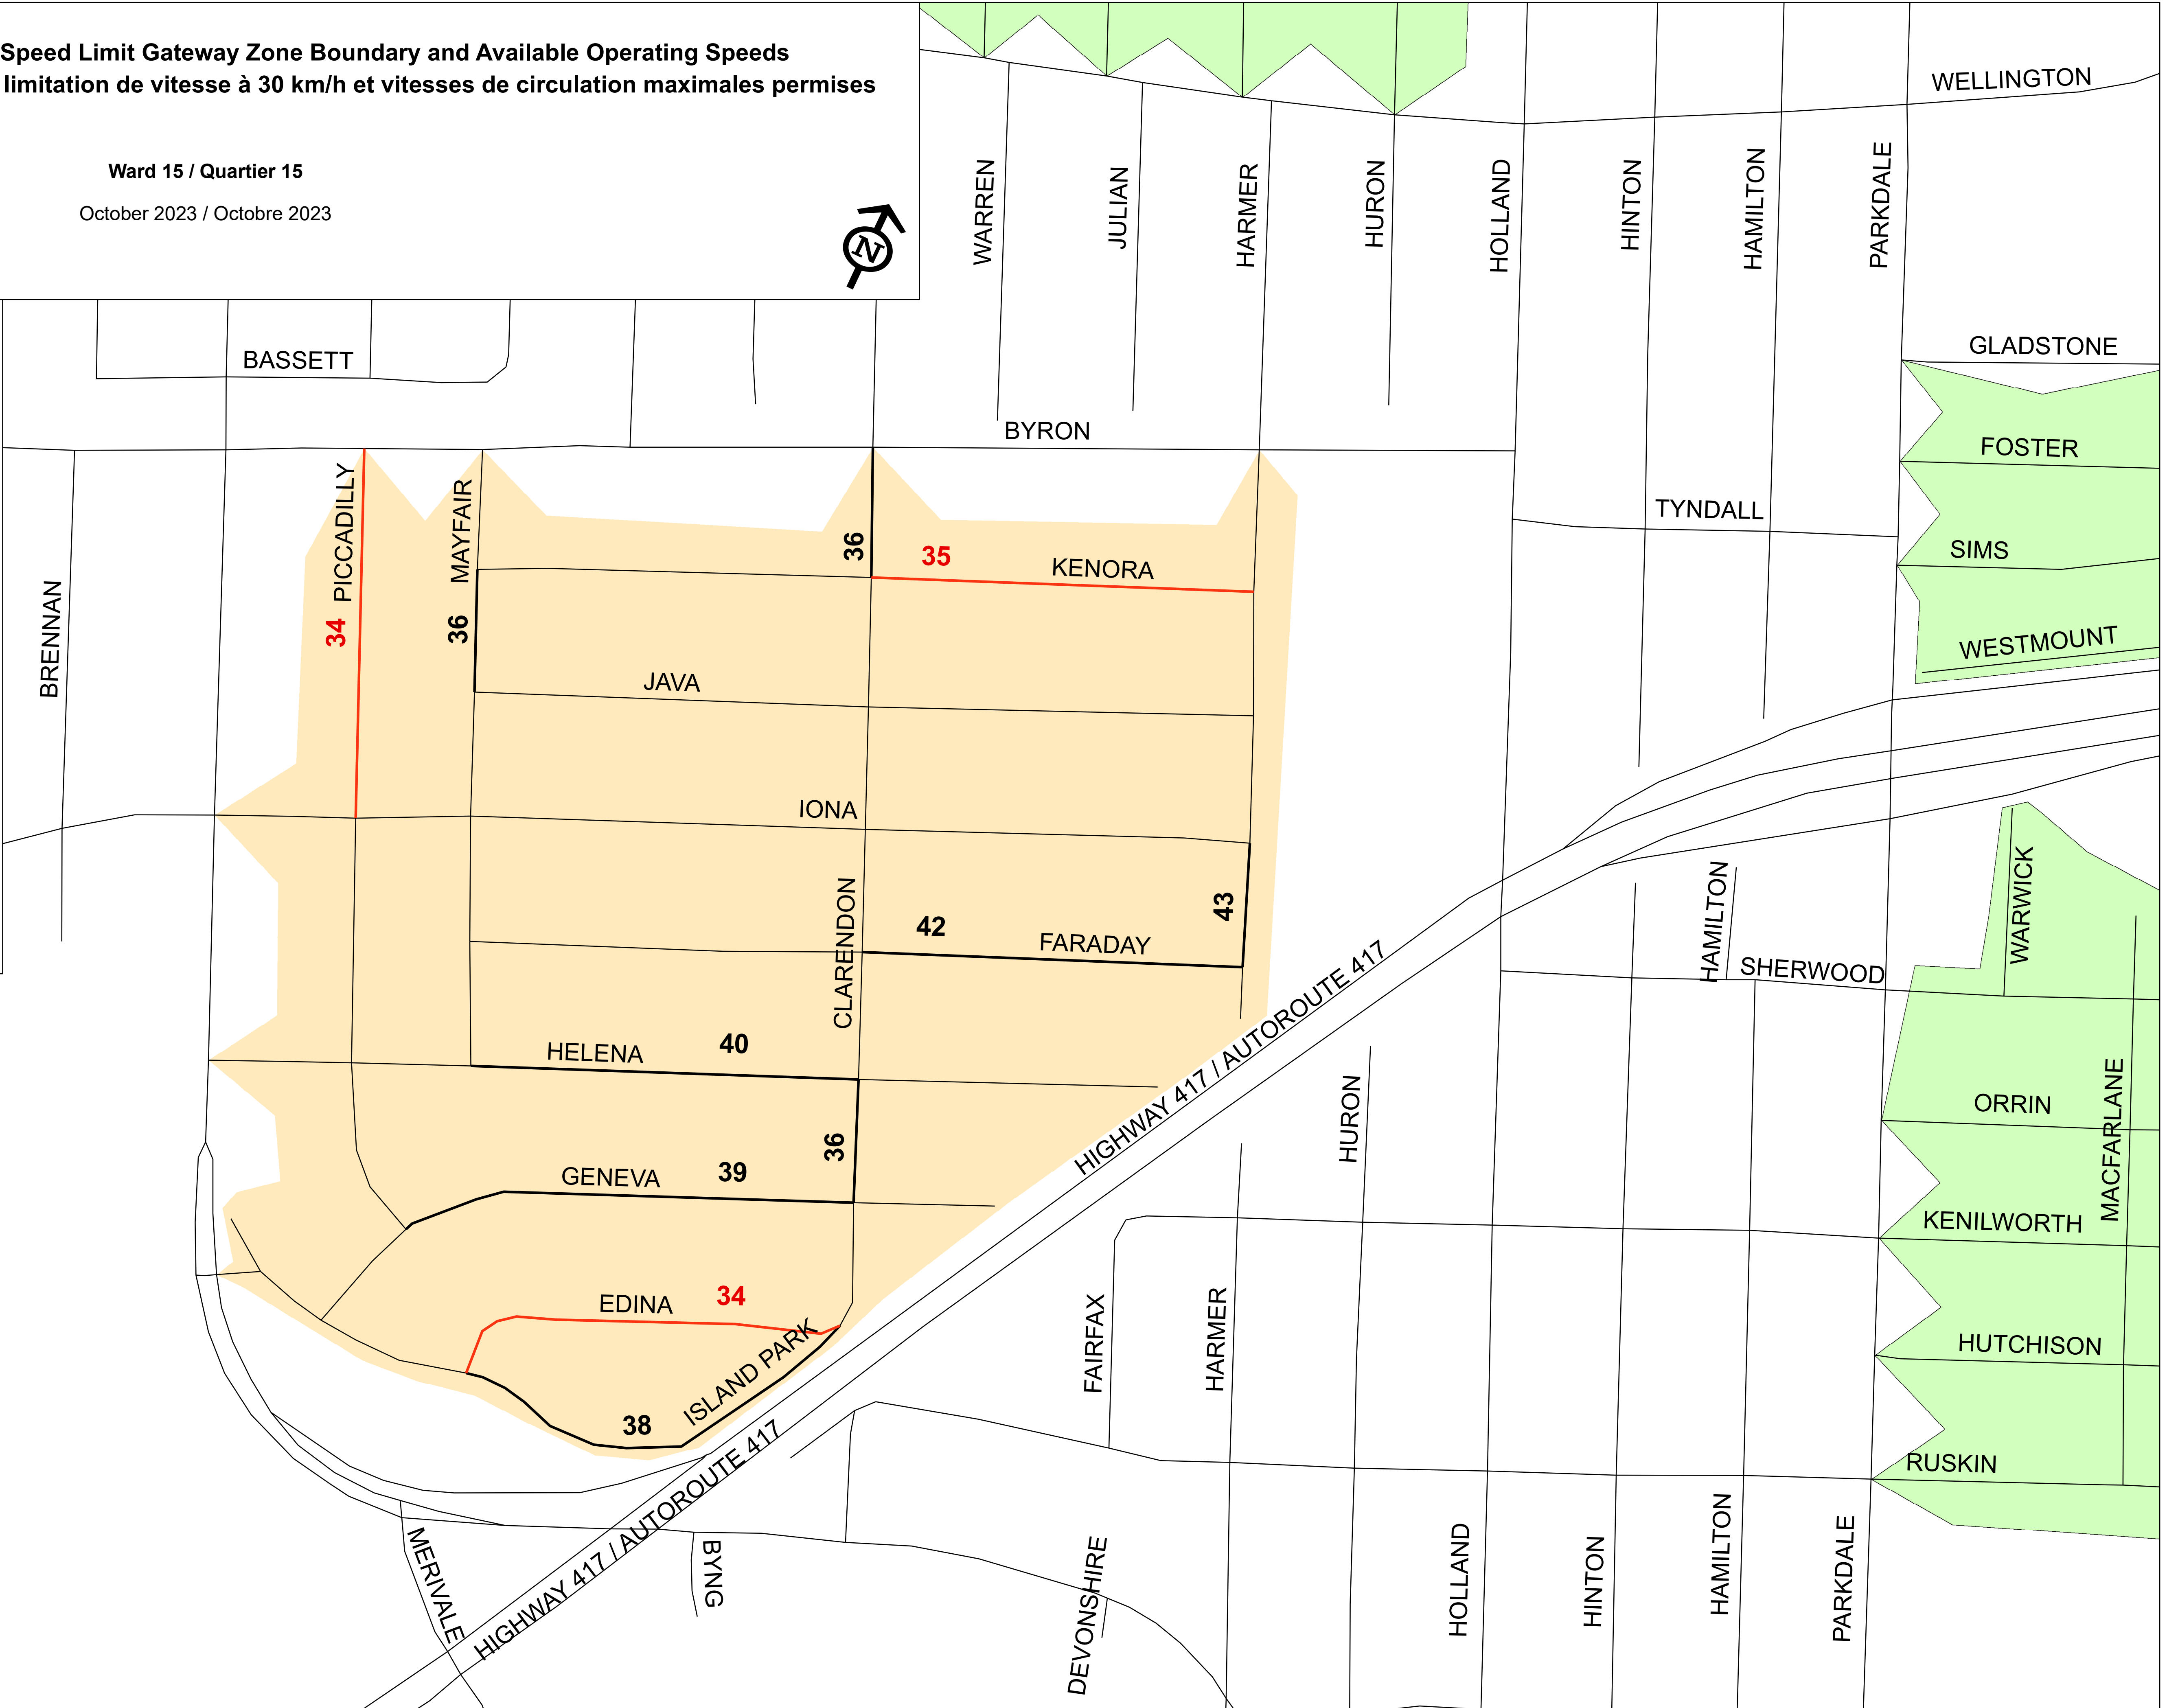 Speed Limit Gateway Zone Boundary and Available Operating Speeds
limitation de vitesse à 30 km/h et vitesses de circulation maximales permises
Ward 15 / Quartier 15
October 2023 / Octobre 2023
N
WELLINGTON
WARREN
JULIAN
HARMER
HURON
HOLLAND
HINTON
HAMILTON
PARKDALE
BASSETT
GLADSTONE
BYRON
FOSTER
PICCADILLY
MAYFAIR
TYNDALL
36
35
KENORA
SIMS
BRENNAN
34
36
WESTMOUNT
JAVA
IONA
CLARENDON
42
FARADAY
43
HAMILTON
WARWICK
SHERWOOD
HIGHWAY 417 / AUTOROUTE 417
HELENA
40
HURON
ORRIN
MACFARLANE
36
GENEVA
39
KENILWORTH
EDINA
34
FAIRFAX
HARMER
HUTCHISON
ISLAND PARK
38
RUSKIN
HIGHWAY 417 / AUTOROUTE 417
MERIVALE
BYNG
DEVONSHIRE
HOLLAND
HINTON
HAMILTON
PARKDALE